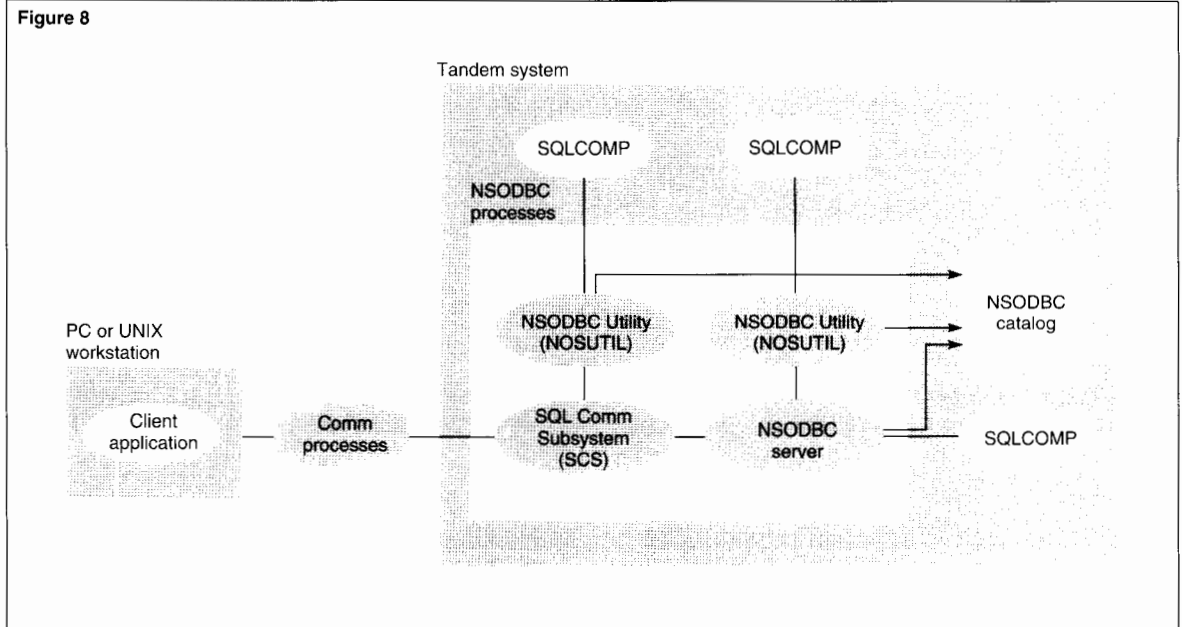 Figure 8
Tandem system
SQLCOMP
SQLCOMP
NSODBC
processes
NSODBC Utility
(NOSUTIL)
NSODBC Utility
(NOSUTIL)
NSODBC
catalog
PC or UNIX
workstation
Client
application
Comm
processes
SQL Comm
Subsystem
(SCS)
NSODBC
server
SQLCOMP